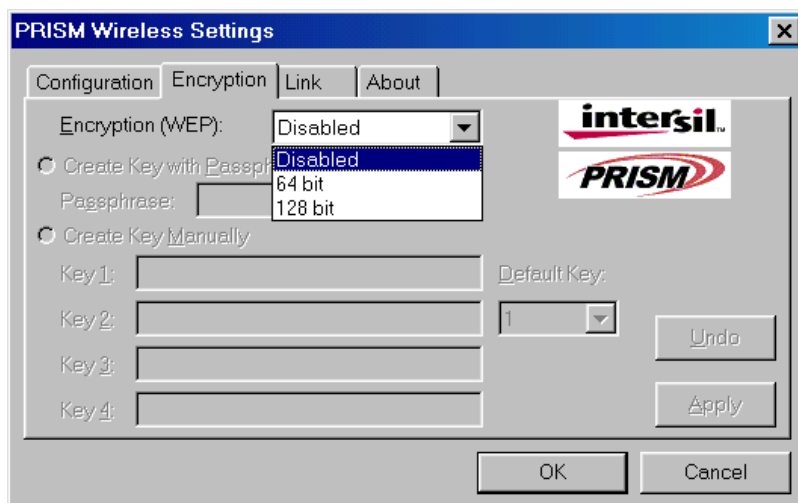 PRISM Wireless Settings
Configuration Encryption Link About
Encryption (WEP): Disabled
intersil™
Disabled
64 bit
128 bit
PRISM
Create Key with
Passphrase:
Create Key Manually
Key 1:
Default Key:
Key 2:
1
Undo
Key 3:
Key 4:
Apply
OK Cancel